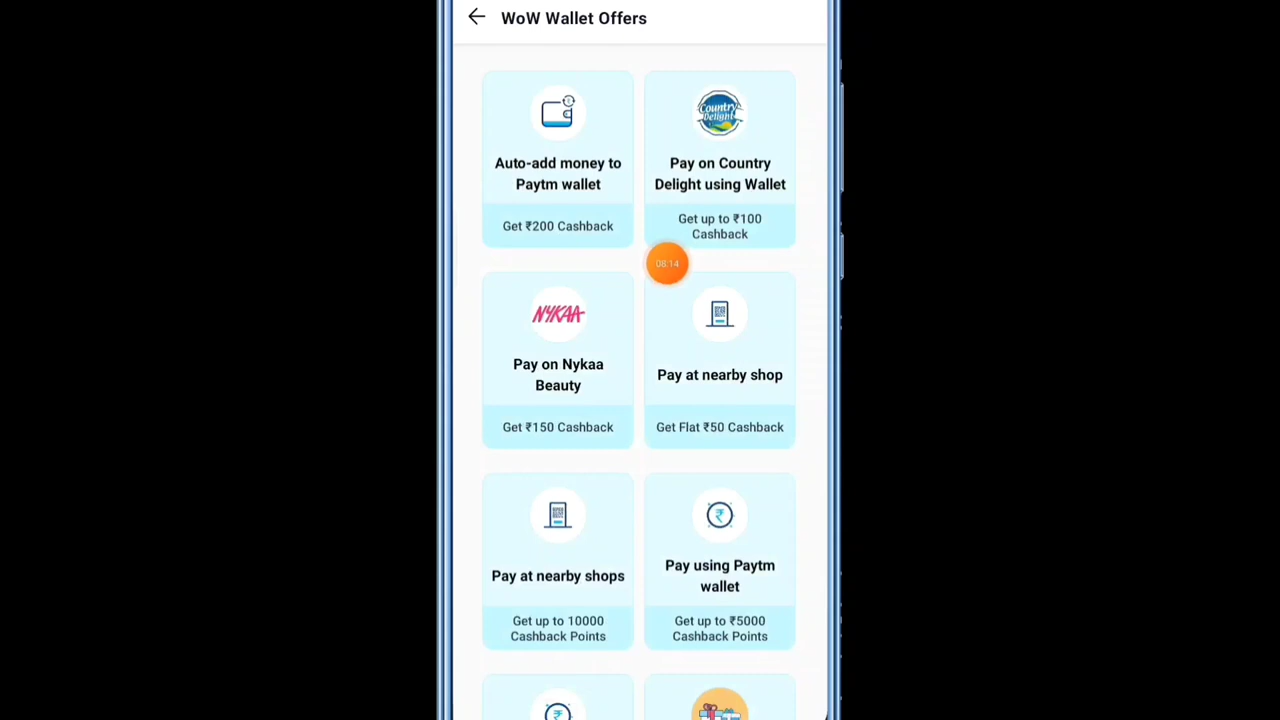 WoW Wallet Offers
Auto-add money to
Paytm wallet
Get ₹200 Cashback
Country
Delight
Pay on Country
Delight using Wallet
Get up to ₹100
Cashback
08:14
NYKAA
Pay on Nykaa
Beauty
Get ₹150 Cashback
Pay at nearby shop
Get Flat ₹50 Cashback
Pay at nearby shops
Get up to 10000
Cashback Points
₹
Pay using Paytm
wallet
Get up to ₹5000
Cashback Points
₹